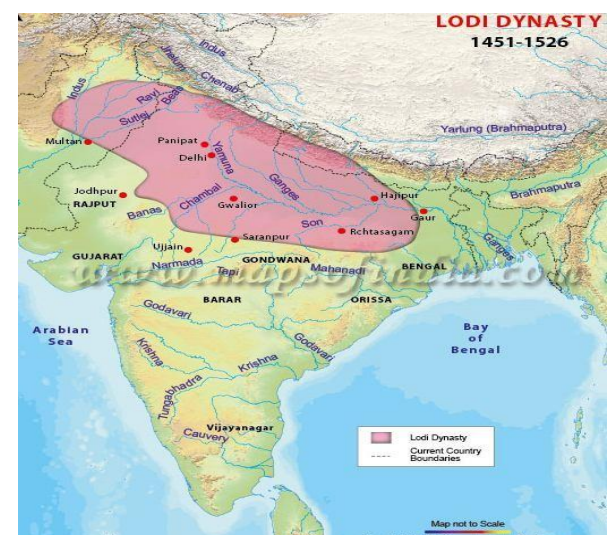 LODI DYNASTY
1451-1526
Indus
Jhelum
Chenab
Indus
Ravi
Beas
Sutlej
Yarlung (Brahmaputra)
Multan
Panipat
Delhi
Yamuna
Ganges
Brahmaputra
Jodhpur
RAJPUT
Chambal
Hajipur
Banas
Gwalior
Gaur
Son
Rchtasagam
Saranpur
Ujjain
Ganges
GUJARAT
Narmada
GONDWANA
BENGAL
Tapi
Mahanadi
www.mapsofindia.com
BARAR
ORISSA
Godavari
Arabian
Sea
Bay
of
Bengal
Krishna
Godavari
Krishna
Tungabhadra
Vijayanagar
Cauvery
Lodi Dynasty
Current Country
Boundaries
Map not to Scale